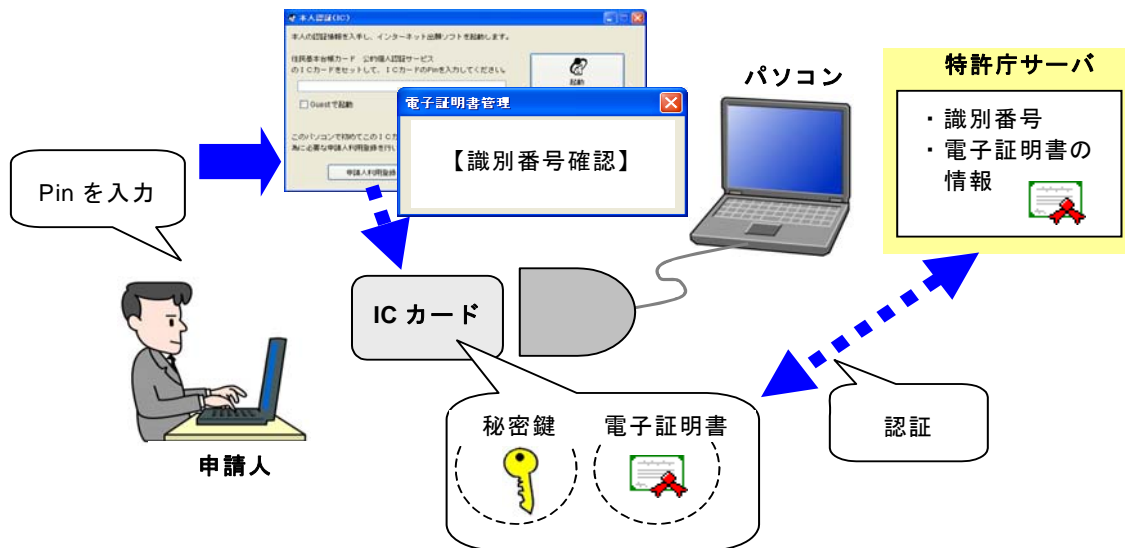 本人認証(IC)
本人の認証情報を入手し、インターネット出願ソフトを起動します。
住民基本台帳カード 公的個人認証サービス
のICカードをセットして、ICカードのPinを入力してください。
起動
Guestで起動
このパソコンで初めてこのICカ
為に必要な申請人利用登録を行い
申請人利用登録
電子証明書管理
【識別番号確認】
パソコン
特許庁サーバ
・識別番号
・電子証明書の
情報
Pin を入力
IC カード
申請人
秘密鍵
電子証明書
認証